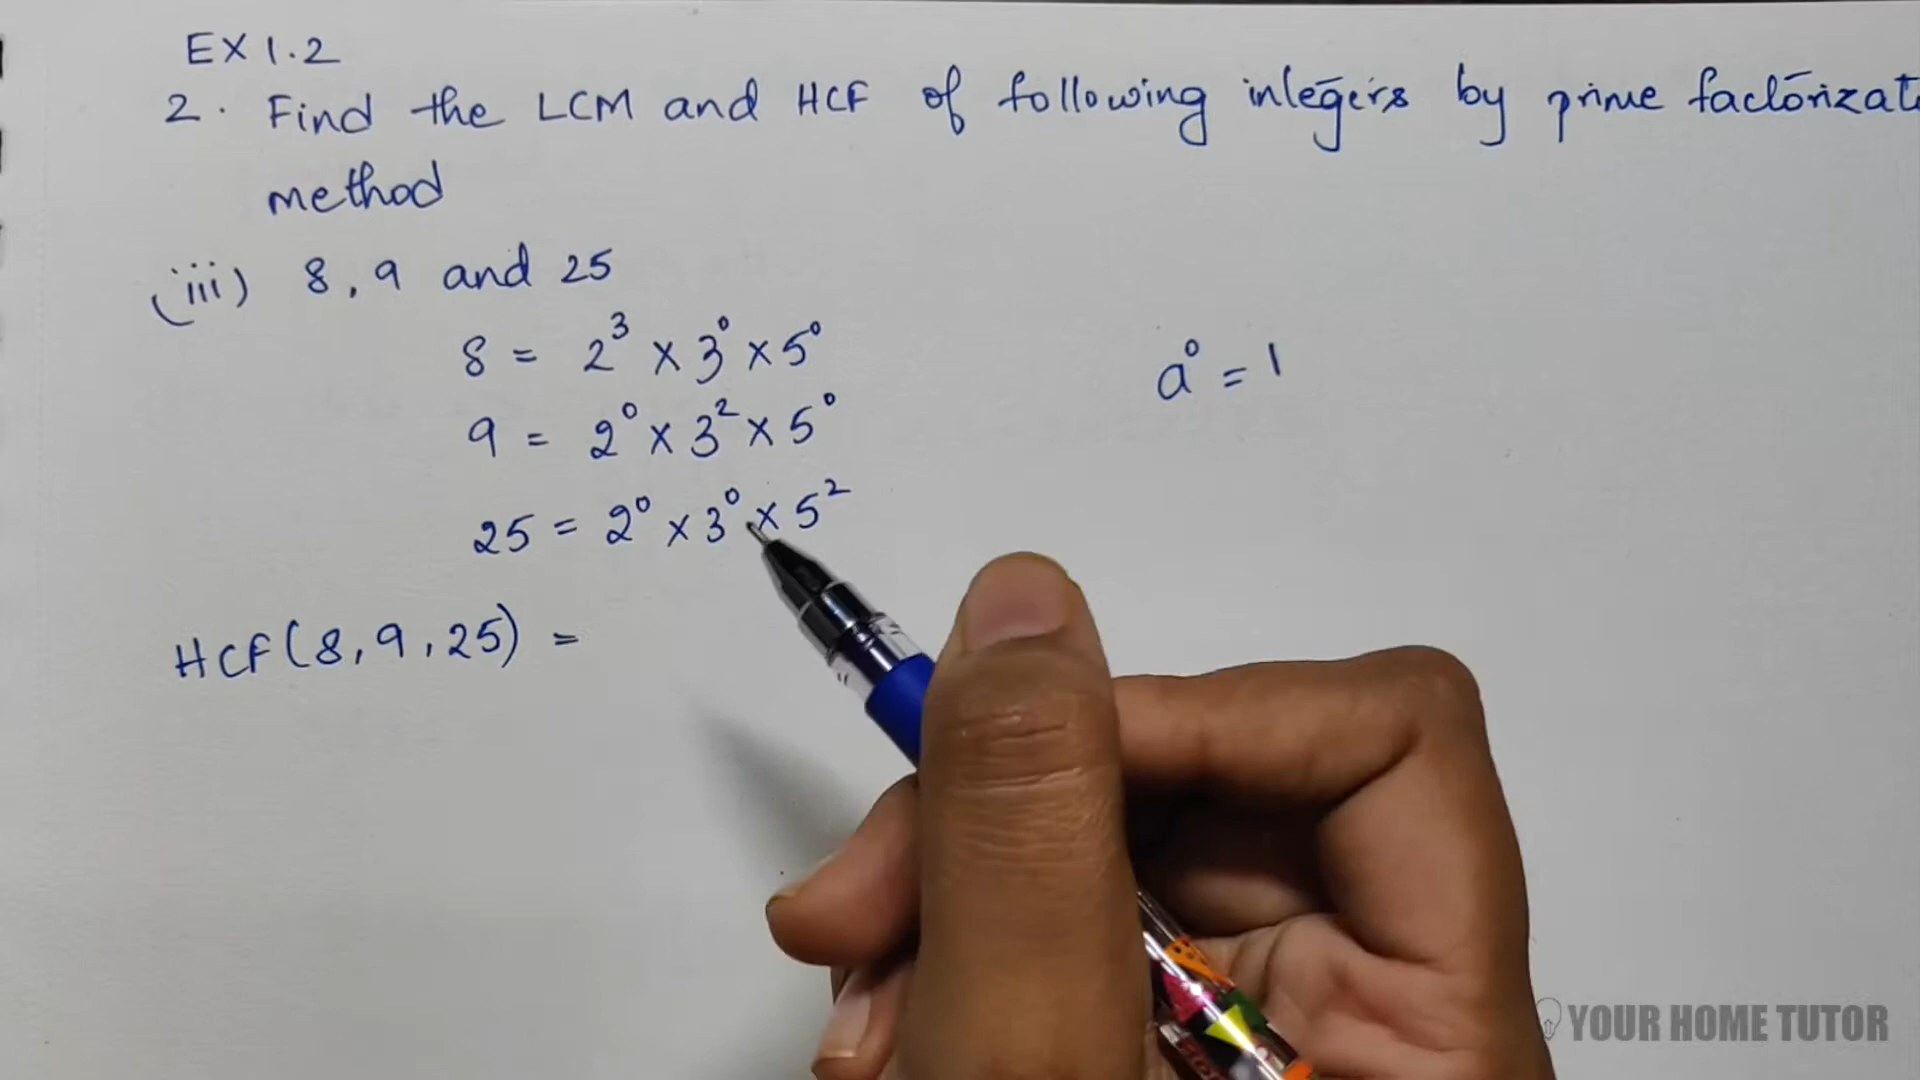 EX 1.2
2. Find the LCM and HCF of following integers by prime factorizat
method
(iii) 8, 9 and 25
8 = 2³ × 3⁰ × 5⁰
a⁰ = 1
9 = 2⁰ × 3² × 5⁰
25 = 2⁰ × 3⁰ × 5²
HCF(8, 9, 25) =
YOUR HOME TUTOR